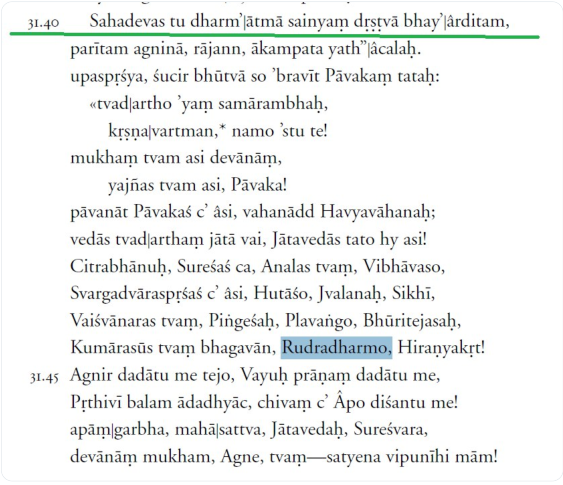 31.40 Sahadevas tu dharm’|ātmā sainyaṃ dṛṣṭvā bhay’|ârditam,
parītam agninā, rājann, ākampata yath”|âcalaḥ.
upaspṛśya, śucir bhūtvā so ’bravīt Pāvakaṃ tataḥ:
«tvad|artho ’yaṃ samārambhaḥ,
kṛṣṇa|vartman,* namo ’stu te!
mukhaṃ tvam asi devānāṃ,
yajñas tvam asi, Pāvaka!
pāvanāt Pāvakaś c’ âsi, vahanādd Havyavāhanaḥ;
vedās tvad|arthaṃ jātā vai, Jātavedās tato hy asi!
Citrabhānuḥ, Sureśaś ca, Analas tvaṃ, Vibhāvaso,
Svargadvāraspṛśaś c’ âsi, Hutāśo, Jvalanaḥ, Sikhī,
Vaiśvānaras tvaṃ, Piṅgeśaḥ, Plavaṅgo, Bhūritejasaḥ,
Kumārasūs tvaṃ bhagavān, Rudradharmo, Hiraṇyakṛt!
31.45 Agnir dadātu me tejo, Vayuḥ prāṇaṃ dadātu me,
Pṛthivī balam ādadhyāc, chivaṃ c’ Âpo diśantu me!
apāṃ|garbha, mahā|sattva, Jātavedaḥ, Sureśvara,
devānāṃ mukham, Agne, tvaṃ—satyena vipunīhi mām!